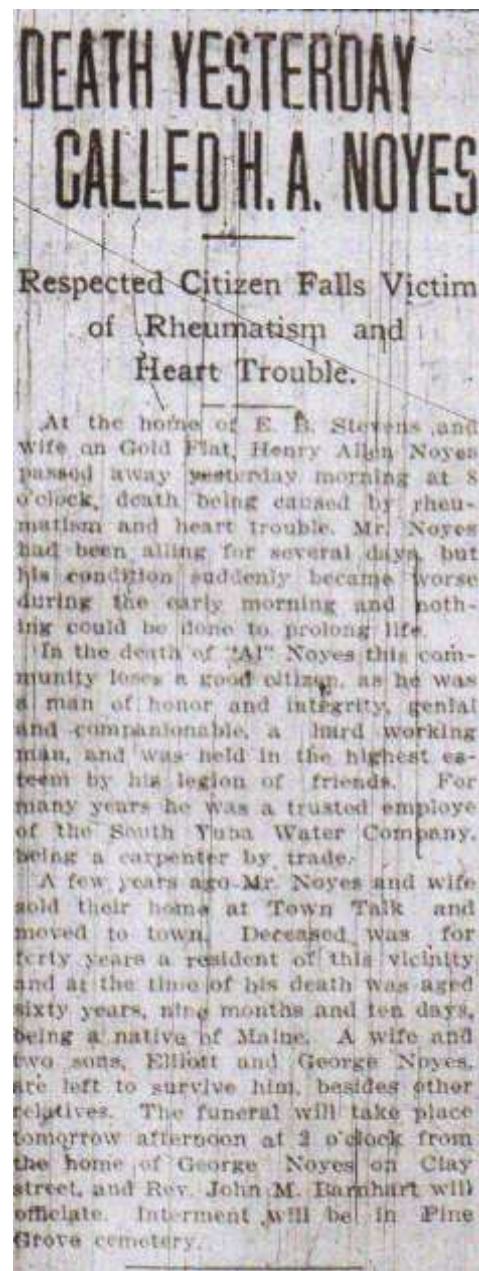 DEATH YESTERDAY
CALLED H. A. NOYES
Respected Citizen Falls Victim
of Rheumatism and
Heart Trouble.
At the home of E. B. Stevens and
wife on Gold Flat, Henry Allen Noyes
passed away yesterday morning at 8
o'clock, death being caused by rheu-
matism and heart trouble. Mr. Noyes
had been ailing for several days, but
his condition suddenly became worse
during the early morning and noth-
ing could be done to prolong life.
In the death of "Al" Noyes this com-
munity loses a good citizen, as he was
a man of honor and integrity, genial
and companionable, a hard working
man, and was held in the highest es-
teem by his legion of friends. For
many years he was a trusted employe
of the South Yuba Water Company,
being a carpenter by trade.
A few years ago Mr. Noyes and wife
sold their home at Town Talk and
moved to town. Deceased was for
forty years a resident of this vicinity
and at the time of his death was aged
sixty years, nine months and ten days,
being a native of Maine. A wife and
two sons, Elliott and George Noyes,
are left to survive him, besides other
relatives. The funeral will take place
tomorrow afternoon at 2 o'clock from
the home of George Noyes on Clay
street, and Rev. John M. Barnhart will
officiate. Interment will be in Pine
Grove cemetery.